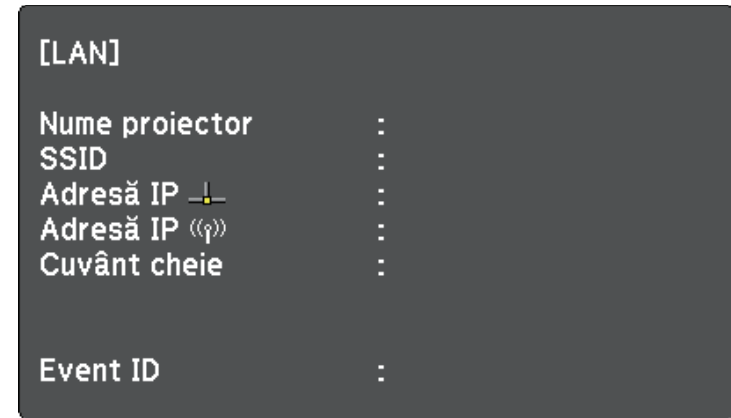 [LAN]
Nume proiector :
SSID :
Adresă IP :
Adresă IP :
Cuvânt cheie :
Event ID :